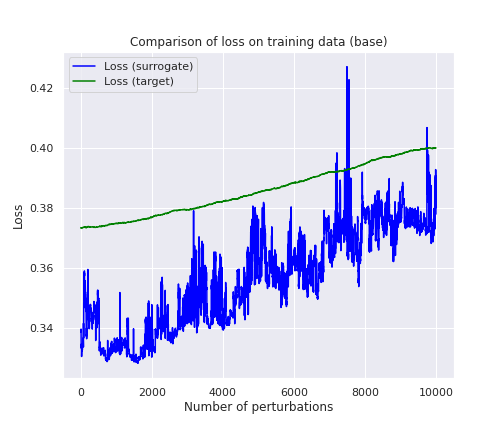 Comparison of loss on training data (base)
Loss (surrogate)
Loss (target)
Loss
0.42
0.40
0.38
0.36
0.34
0
2000
4000
6000
8000
10000
Number of perturbations